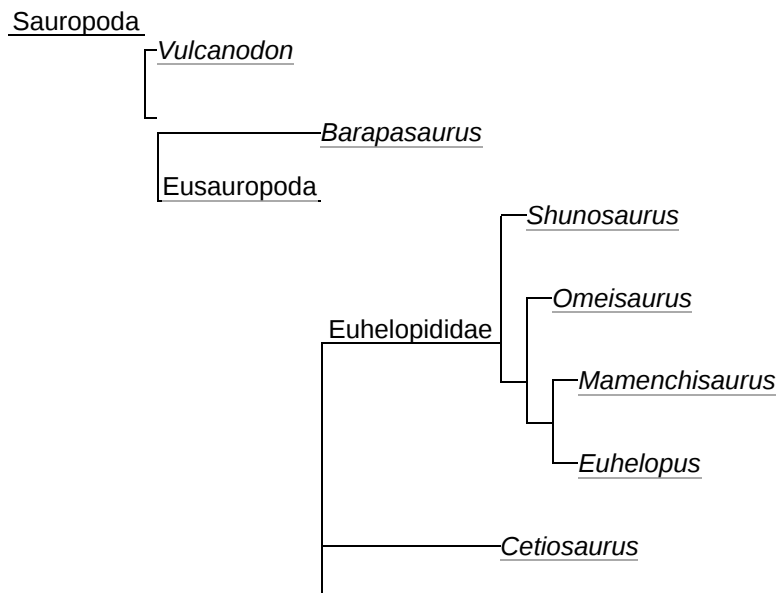 Sauropoda
Vulcanodon
Barapasaurus
Eusauropoda
Shunosaurus
Omeisaurus
Euhelopididae
Mamenchisaurus
Euhelopus
Cetiosaurus